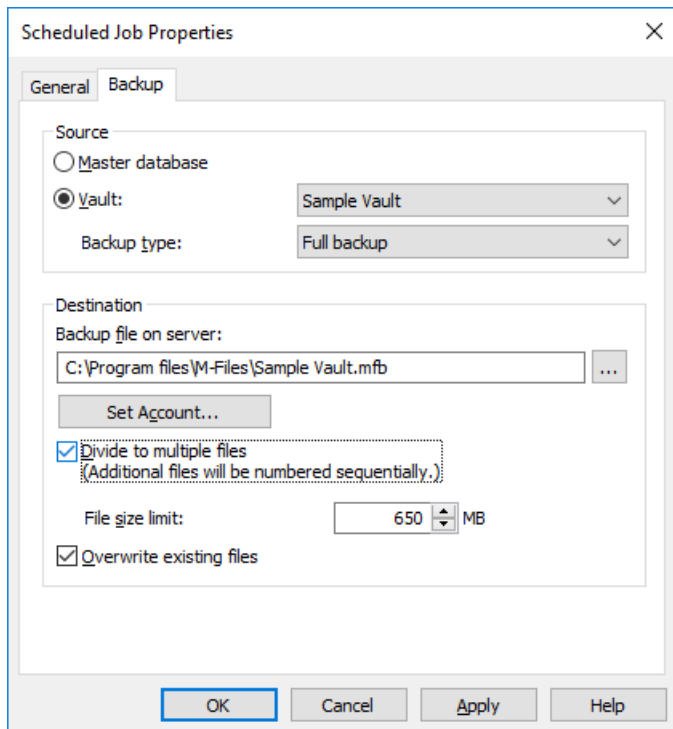 Scheduled Job Properties
General Backup
Source
Master database
Vault: Sample Vault
Backup type: Full backup
Destination
Backup file on server:
C:\Program files\M-Files\Sample Vault.mfb ...
Set Account...
Divide to multiple files
(Additional files will be numbered sequentially.)
File size limit: 650 MB
Overwrite existing files
OK Cancel Apply Help